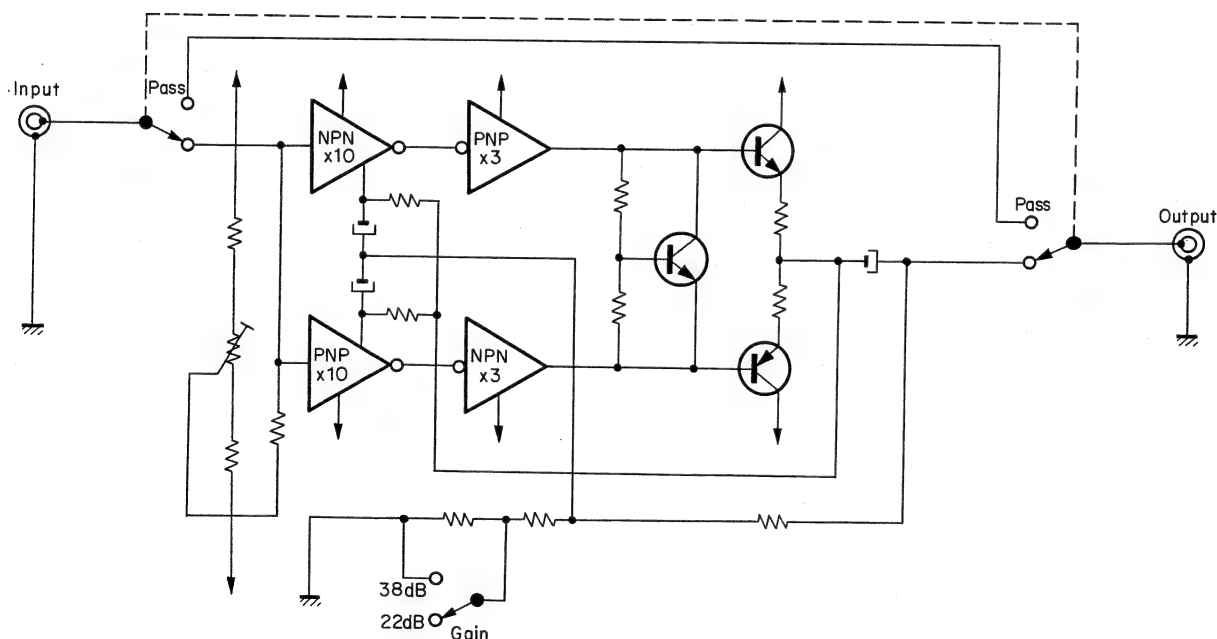 Input
Pass
NPN
x10
PNP
x3
Pass
Output
PNP
x10
NPN
x3
38dB
22dB
Gain